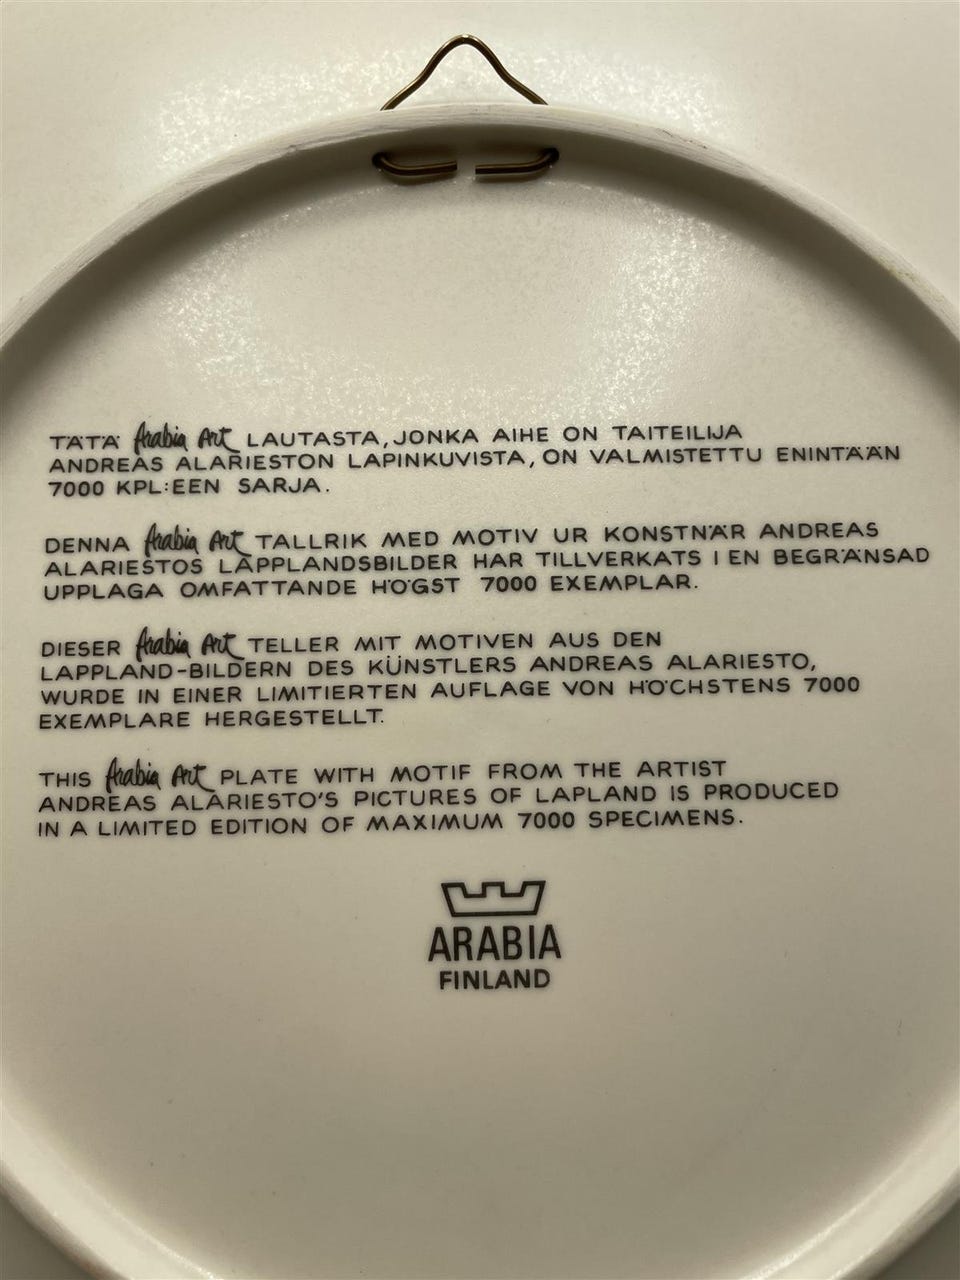 TÄTÄ Arabia Art LAUTASTA, JONKA AIHE ON TAITEILIJA
ANDREAS ALARIESTON LAPINKUVISTA, ON VALMISTETTU ENINTÄÄN
7000 KPL:EEN SARJA.
DENNA Arabia Art TALLRIK MED MOTIV UR KONSTNÄR ANDREAS
ALARIESTOS LAPPLANDSBILDER HAR TILLVERKATS I EN BEGRÄNSAD
UPPLAGA OMFATTANDE HÖGST 7000 EXEMPLAR.
DIESER Arabia Art TELLER MIT MOTIVEN AUS DEN
LAPPLAND-BILDERN DES KÜNSTLERS ANDREAS ALARIESTO,
WURDE IN EINER LIMITIERTEN AUFLAGE VON HÖCHSTENS 7000
EXEMPLARE HERGESTELLT.
THIS Arabia Art PLATE WITH MOTIF FROM THE ARTIST
ANDREAS ALARIESTO'S PICTURES OF LAPLAND IS PRODUCED
IN A LIMITED EDITION OF MAXIMUM 7000 SPECIMENS.
ARABIA
FINLAND